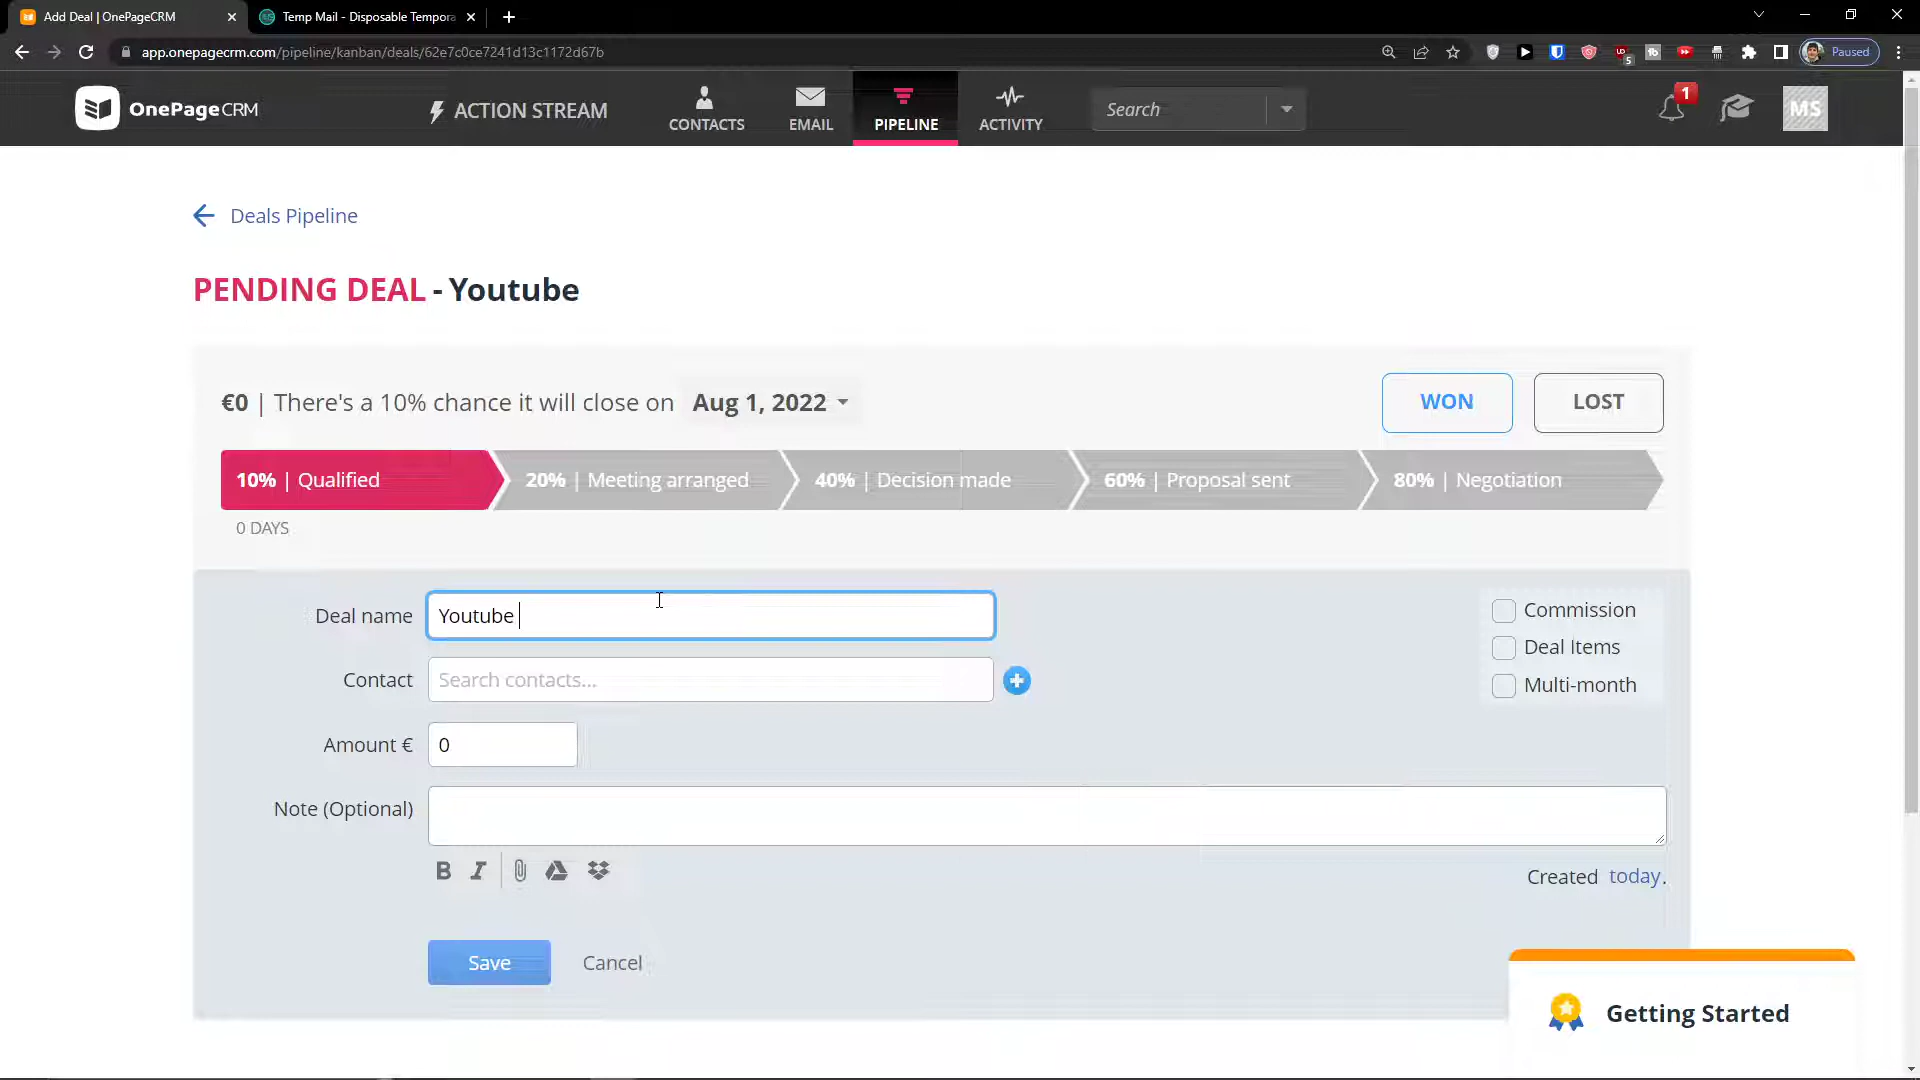 Add Deal | OnePageCRM
Temp Mail - Disposable Tempora
app.onepagecrm.com/pipeline/kanban/deals/62e7c0ce7241d13c1172d67b
5
Paused
OnePageCRM
ACTION STREAM
CONTACTS
EMAIL
PIPELINE
ACTIVITY
Search
1
MS
Deals Pipeline
PENDING DEAL - Youtube
€0 | There's a 10% chance it will close on Aug 1, 2022
WON
LOST
10% | Qualified
20% | Meeting arranged
40% | Decision made
60% | Proposal sent
80% | Negotiation
0 DAYS
Deal name
Youtube
Commission
Deal Items
Multi-month
Contact
Search contacts...
Amount €
0
Note (Optional)
B I
Created today.
Save
Cancel
Getting Started